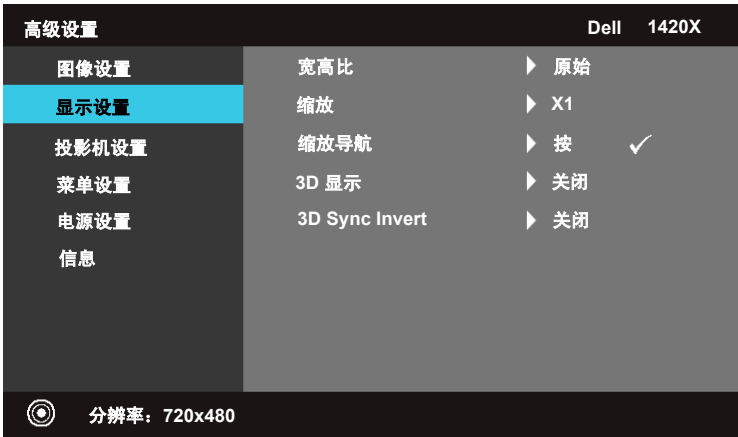 高级设置 Dell 1420X
图像设置 宽高比 原始
显示设置 缩放 X1
投影机设置 缩放导航 按
菜单设置 3D 显示 关闭
电源设置 3D Sync Invert 关闭
信息
分辨率：720x480